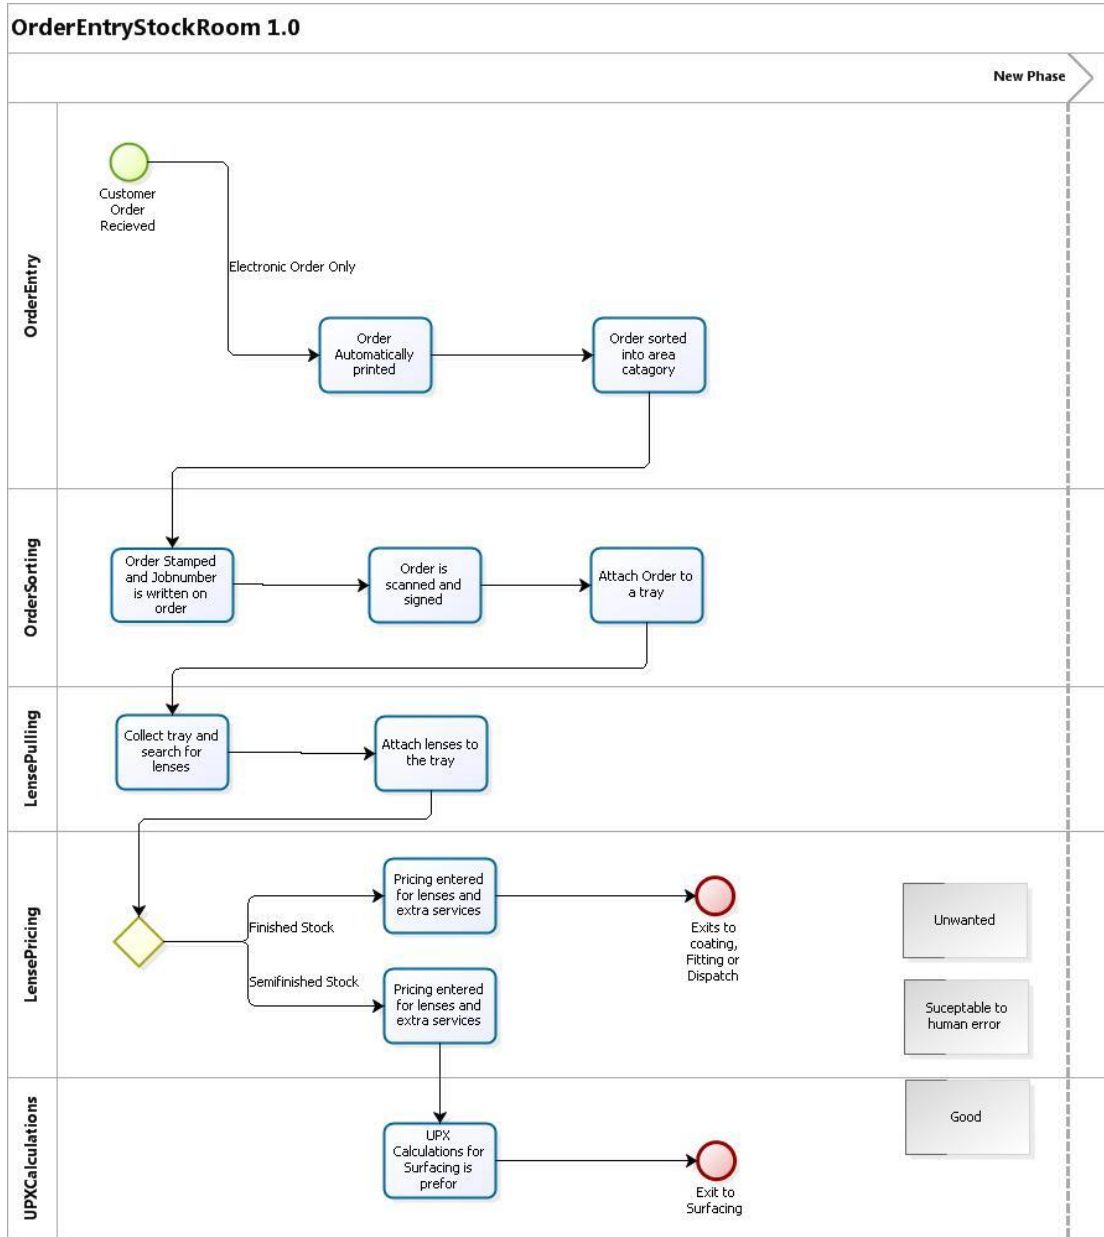 OrderEntryStockRoom 1.0
New Phase
OrderEntry
Customer
Order
Recieved
Electronic Order Only
Order
Automatically
printed
Order sorted
into area
catagory
OrderSorting
Order Stamped
and Jobnumber
is written on
order
Order is
scanned and
signed
Attach Order to
a tray
LensePulling
Collect tray and
search for
lenses
Attach lenses to
the tray
LensePricing
Finished Stock
Semifinished Stock
Pricing entered
for lenses and
extra services
Exits to
coating,
Fitting or
Dispatch
Pricing entered
for lenses and
extra services
Unwanted
Suceptable to
human error
Good
UPXCalculations
UPX
Calculations for
Surfacing is
prefor
Exit to
Surfacing